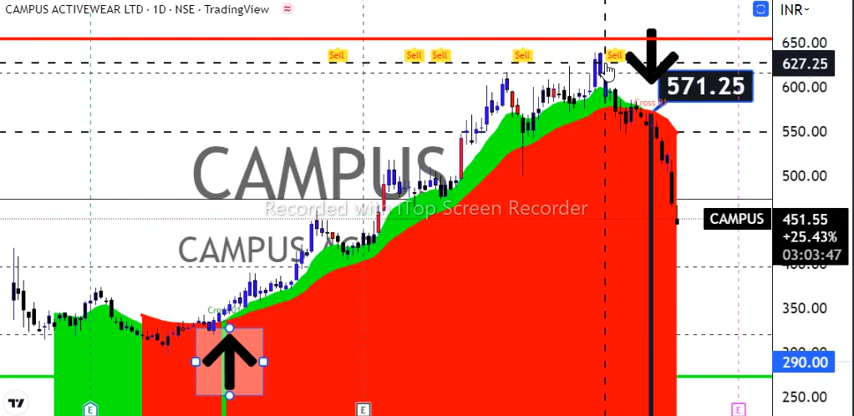 CAMPUS ACTIVEWEAR LTD · 1D · NSE · TradingView
INR
650.00
627.25
600.00
550.00
500.00
451.55
+25.43%
03:03:47
400.00
350.00
290.00
250.00
Sell
Sell
Sell
Sell
Sell
571.25
Cross
CAMPUS
Recorded with iTop Screen Recorder
CAMPUS
CAMPUS
E
E
E